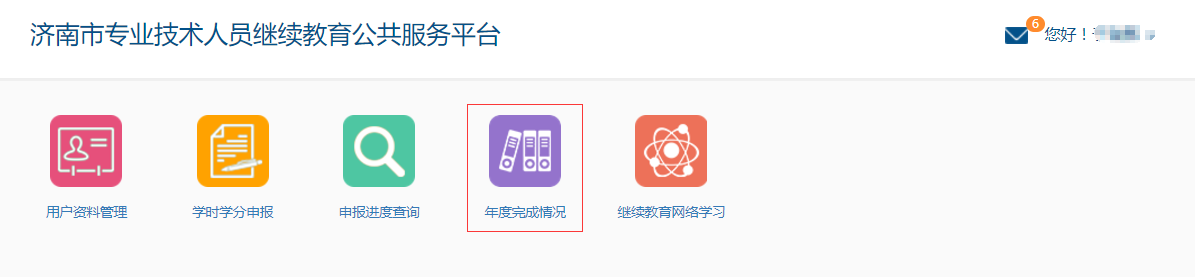 济南市专业技术人员继续教育公共服务平台
6
您好！
用户资料管理
学时学分申报
申报进度查询
年度完成情况
继续教育网络学习